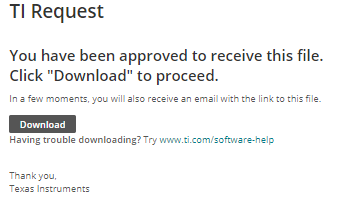 TI Request
You have been approved to receive this file.
Click "Download" to proceed.
In a few moments, you will also receive an email with the link to this file.
Download
Having trouble downloading? Try www.ti.com/software-help
Thank you,
Texas Instruments